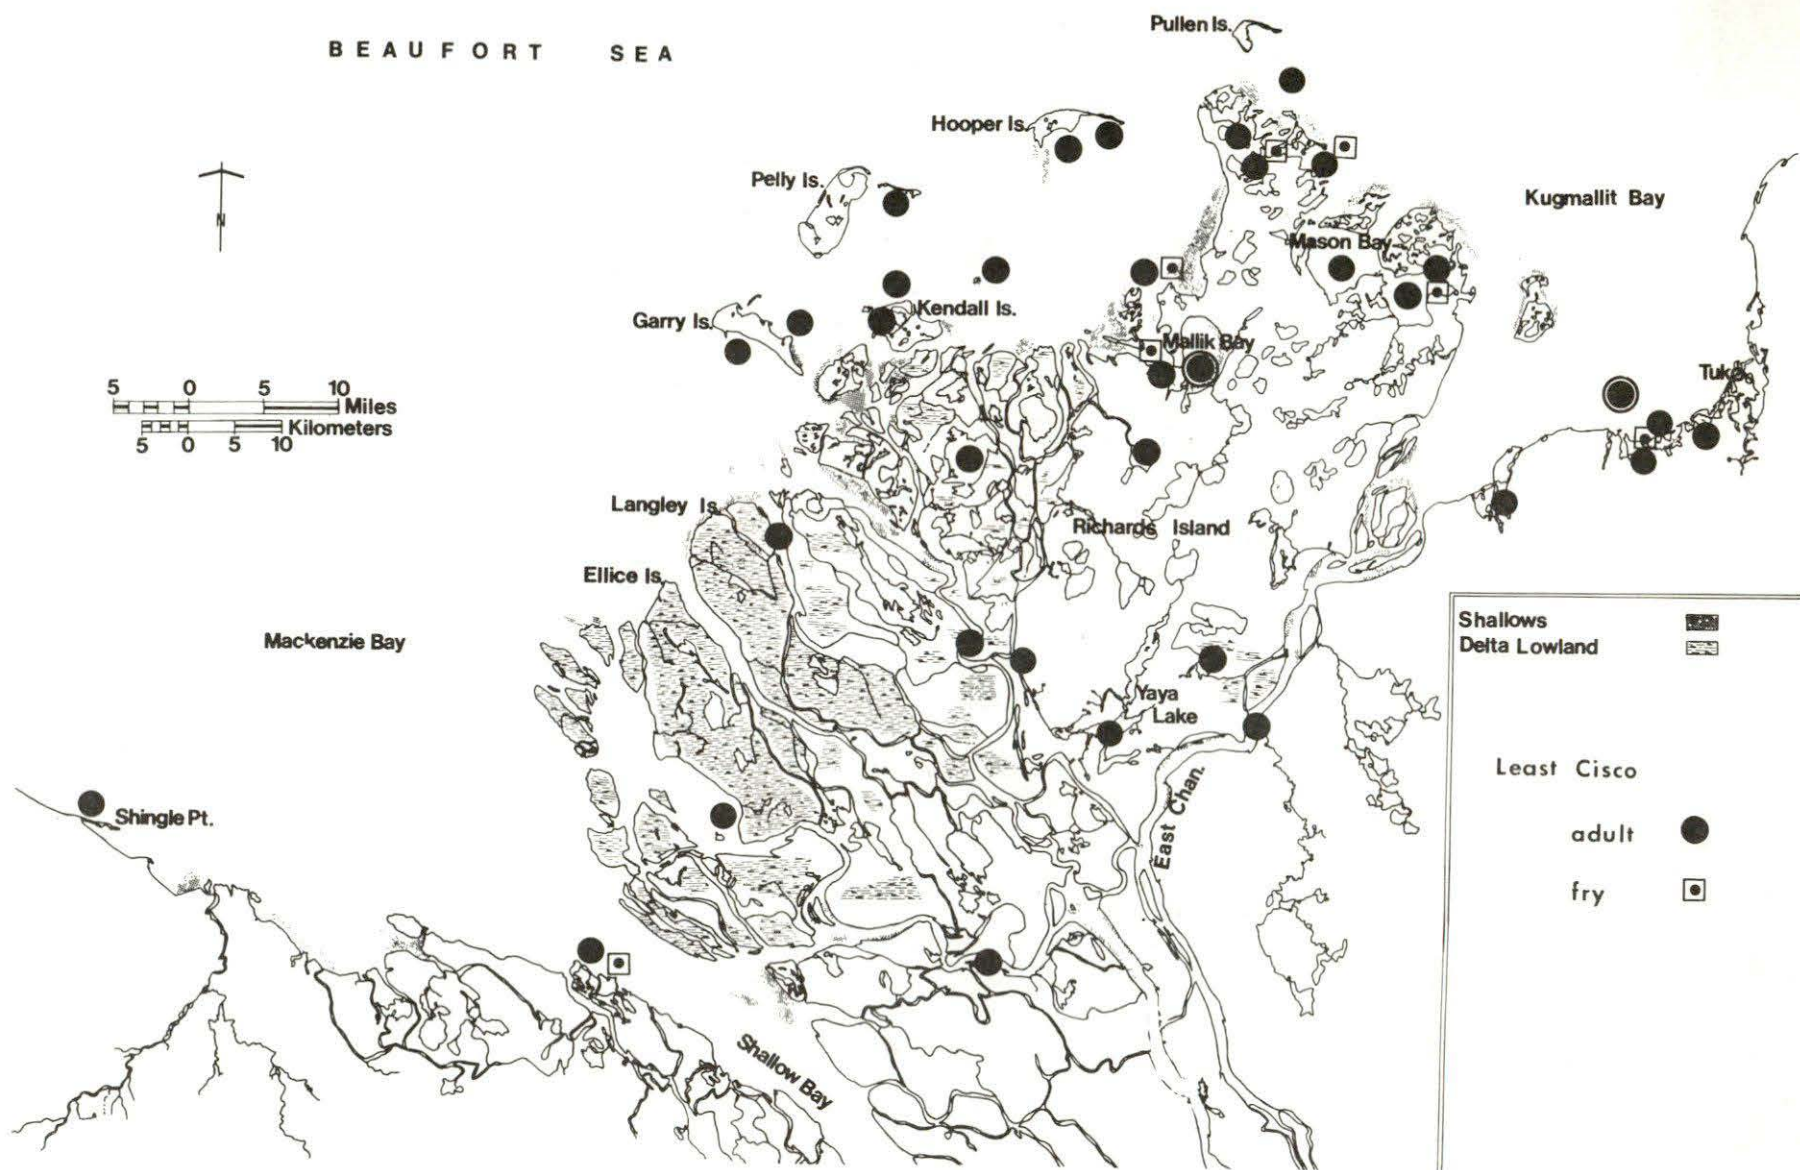 BEAUFORT SEA
Pullen Is.
Hooper Is.
Pelly Is.
Kugmallit Bay
N
Mason Bay
Garry Is.
Kendall Is.
Mallik Bay
5 0 5 10
Miles
Kilometers
5 0 5 10
Tuk.
Langley Is.
Richards Island
Ellice Is.
Mackenzie Bay
Shallows
Delta Lowland
Yaya
Lake
Least Cisco
East Chan.
Shingle Pt.
adult
fry
Shallow Bay